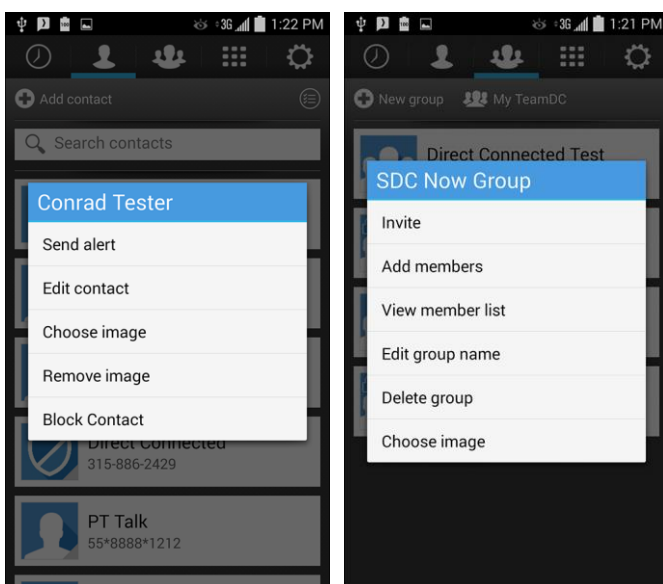 3G 1:22 PM
Add contact
Search contacts
Conrad Tester
Send alert
Edit contact
Choose image
Remove image
Block Contact
Direct Connected
315-886-2429
PT Talk
55*8888*1212
3G 1:21 PM
New group My TeamDC
Direct Connected Test
SDC Now Group
Invite
Add members
View member list
Edit group name
Delete group
Choose image